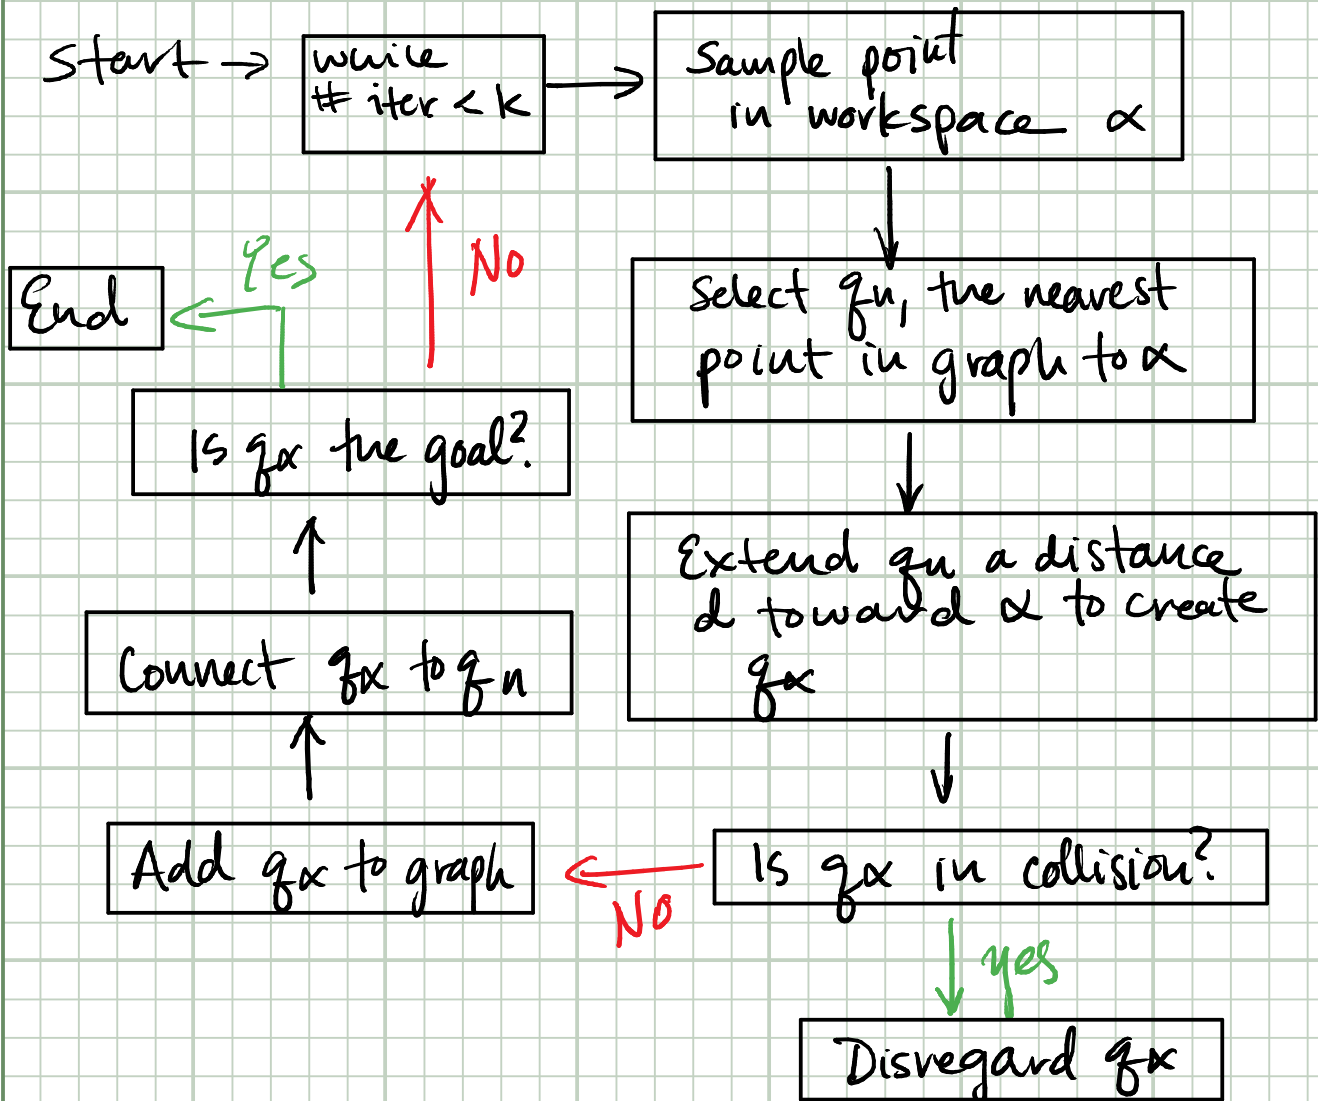 Start →
while
# iter < k
Sample point
in workspace α
Select qn, the nearest
point in graph to α
Extend qn a distance
d toward α to create
qα
Is qα in collision?
yes
Disregard qα
No
Add qα to graph
Connect qα to qn
Is qα the goal?
No
Yes
End